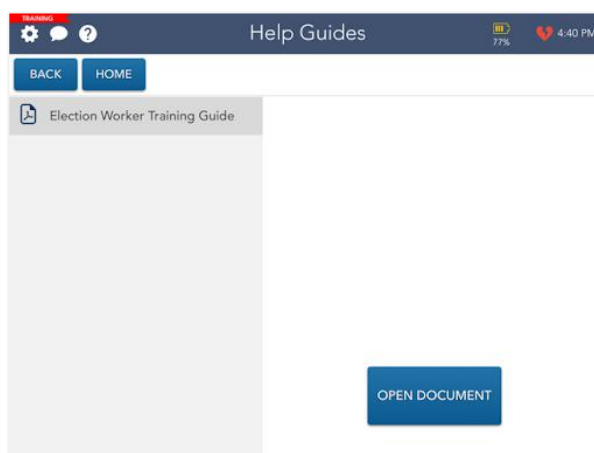 TRAINING
Help Guides
77%
4:40 PM
BACK
HOME
Election Worker Training Guide
OPEN DOCUMENT